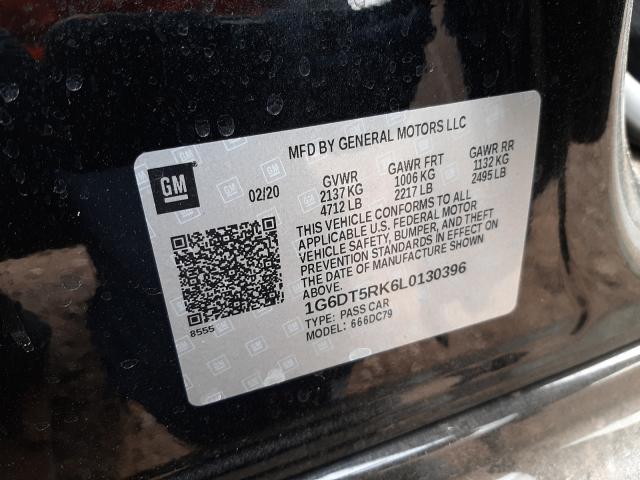 MFD BY GENERAL MOTORS LLC
GM
02/20
GVWR
2137 KG
4712 LB
GAWR FRT
1006 KG
2217 LB
GAWR RR
1132 KG
2495 LB
THIS VEHICLE CONFORMS TO ALL
APPLICABLE U.S. FEDERAL MOTOR
VEHICLE SAFETY, BUMPER, AND THEFT
PREVENTION STANDARDS IN EFFECT ON
THE DATE OF MANUFACTURE SHOWN
ABOVE.
1G6DT5RK6L0130396
TYPE: PASS CAR
MODEL: 666DC79
8555